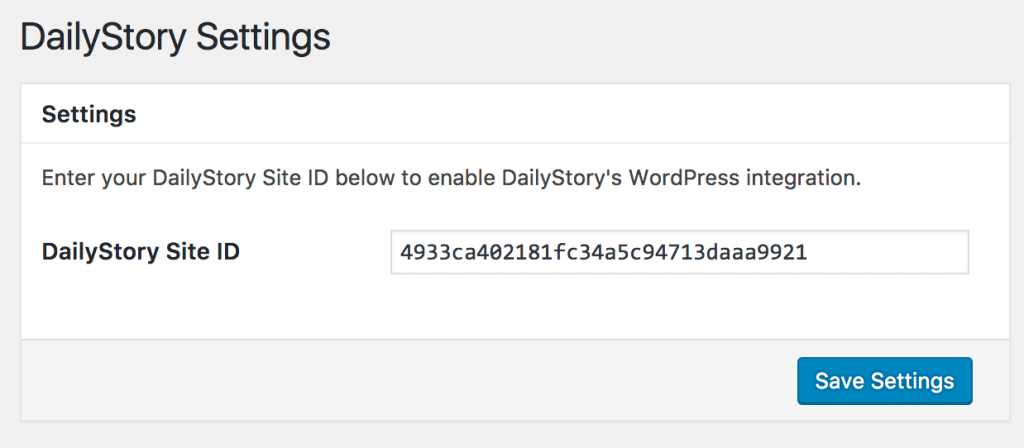 DailyStory Settings
Settings
Enter your DailyStory Site ID below to enable DailyStory's WordPress integration.
DailyStory Site ID
4933ca402181fc34a5c94713daaa9921
Save Settings